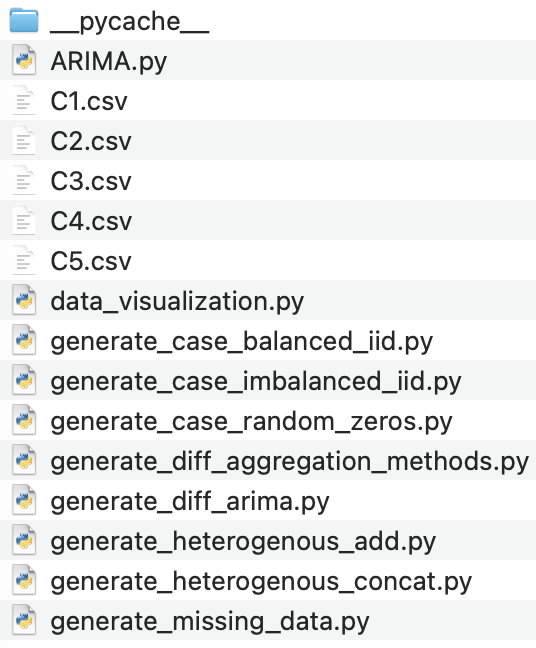 __pycache__
ARIMA.py
C1.csv
C2.csv
C3.csv
C4.csv
C5.csv
data_visualization.py
generate_case_balanced_iid.py
generate_case_imbalanced_iid.py
generate_case_random_zeros.py
generate_diff_aggregation_methods.py
generate_diff_arima.py
generate_heterogenous_add.py
generate_heterogenous_concat.py
generate_missing_data.py